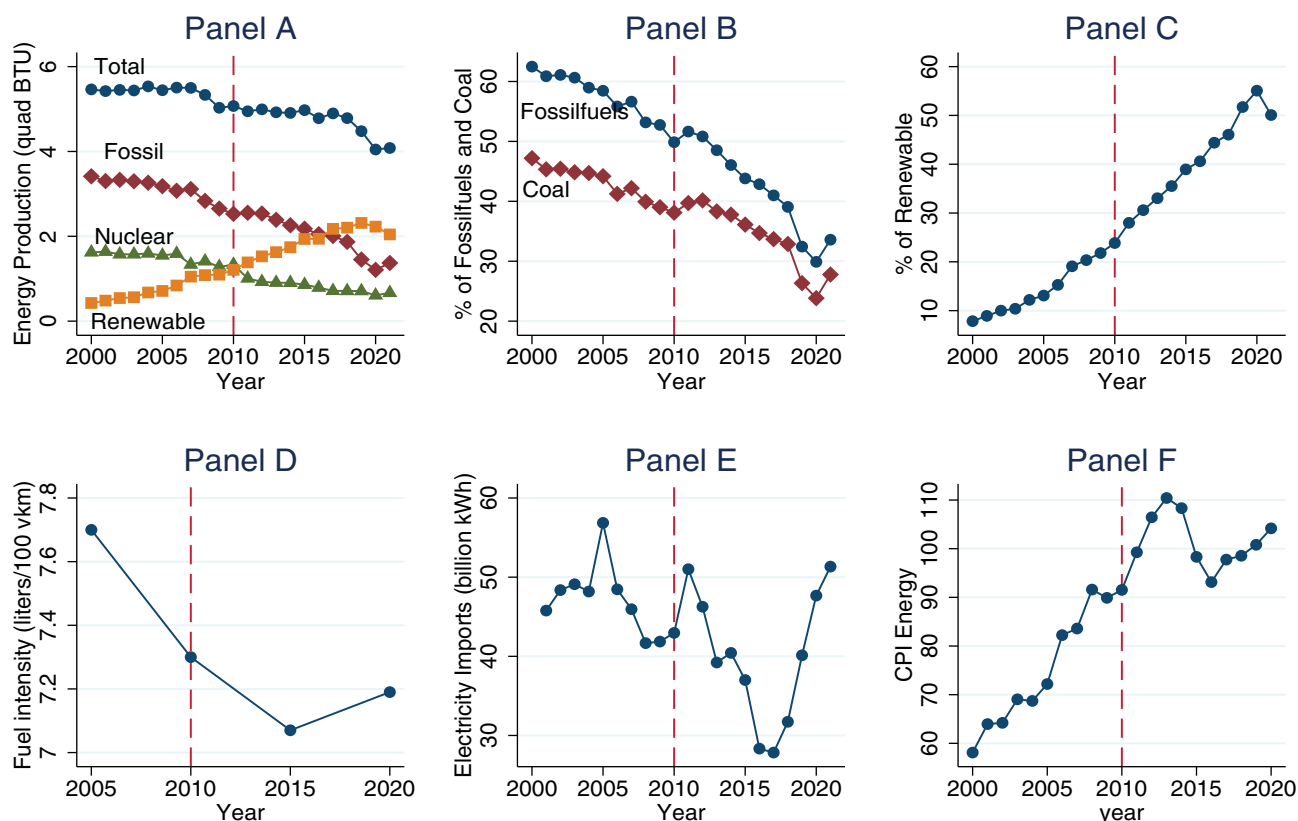 Panel A
Energy Production (quad BTU)
6
4
2
0
Total
Fossil
Nuclear
Renewable
2000 2005 2010 2015 2020
Year
Panel B
% of Fossilfuels and Coal
60
50
40
30
20
Fossilfuels
Coal
2000 2005 2010 2015 2020
Year
Panel C
% of Renewable
60
50
40
30
20
10
2000 2005 2010 2015 2020
Year
Panel D
Fuel intensity (liters/100 vkm)
7.8
7.6
7.4
7.2
7
2005 2010 2015 2020
Year
Panel E
Electricity Imports (billion kWh)
60
50
40
30
2000 2005 2010 2015 2020
Year
Panel F
CPI Energy
110
100
90
80
70
60
2000 2005 2010 2015 2020
year